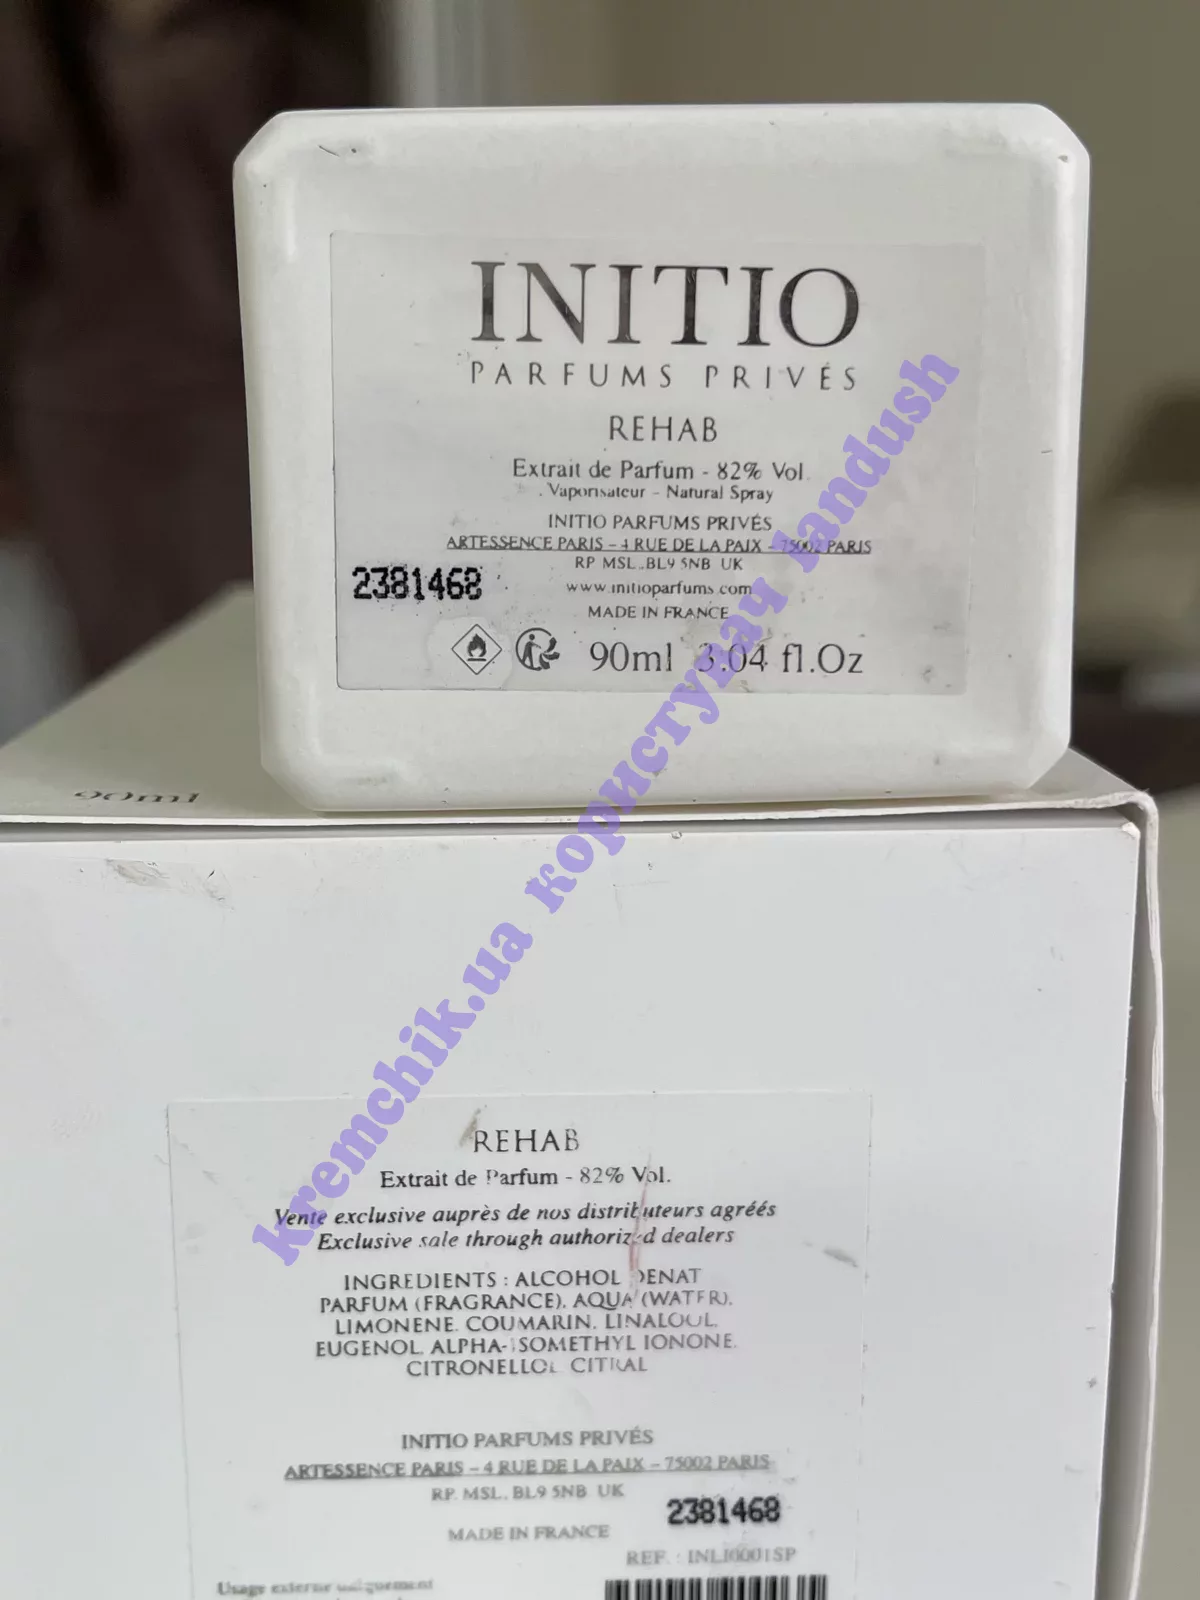 INITIO
PARFUMS PRIVÉS
REHAB
Extrait de Parfum - 82% Vol.
Vaporisateur - Natural Spray
INITIO PARFUMS PRIVÉS
ARTESSENCE PARIS – 4 RUE DE LA PAIX – 75002 PARIS
RP MSL. BL9 5NB UK
2381468
www.initioparfums.com
MADE IN FRANCE
90ml 3.04 fl.Oz
90ml
kremchik.ua користувач landush
REHAB
Extrait de Parfum - 82% Vol.
Vente exclusive auprès de nos distributeurs agréés
Exclusive sale through authorized dealers
INGREDIENTS : ALCOHOL DENAT
PARFUM (FRAGRANCE), AQUA (WATER),
LIMONENE, COUMARIN, LINALOOL,
EUGENOL, ALPHA-ISOMETHYL IONONE,
CITRONELLOL, CITRAL
INITIO PARFUMS PRIVÉS
ARTESSENCE PARIS – 4 RUE DE LA PAIX – 75002 PARIS
RP. MSL. BL9 5NB UK
2381468
MADE IN FRANCE
REF. : INLI0001SP
Usage externe uniquement